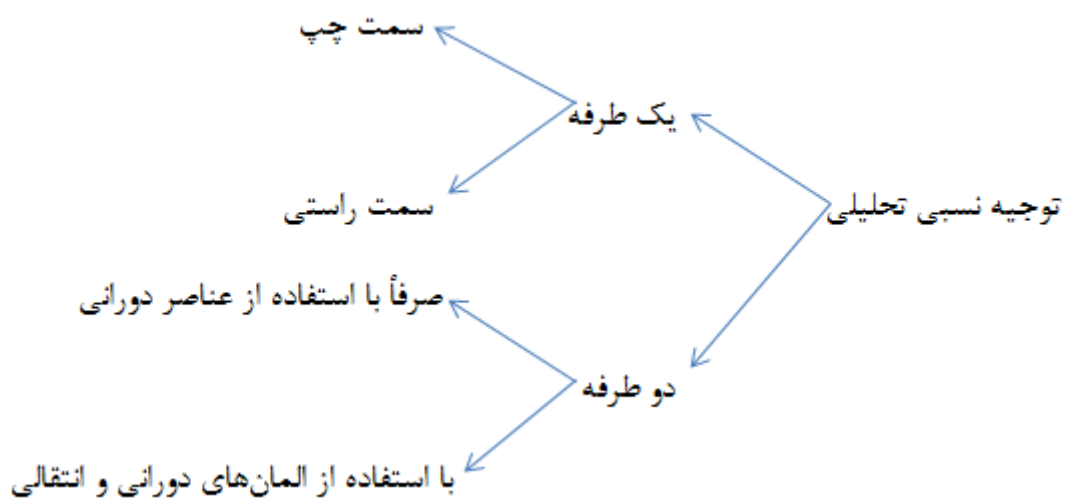 توجیه نسبی تحلیلی
یک طرفه
سمت چپ
سمت راستی
دو طرفه
صرفأ با استفاده از عناصر دورانی
با استفاده از المان‌های دورانی و انتقالی